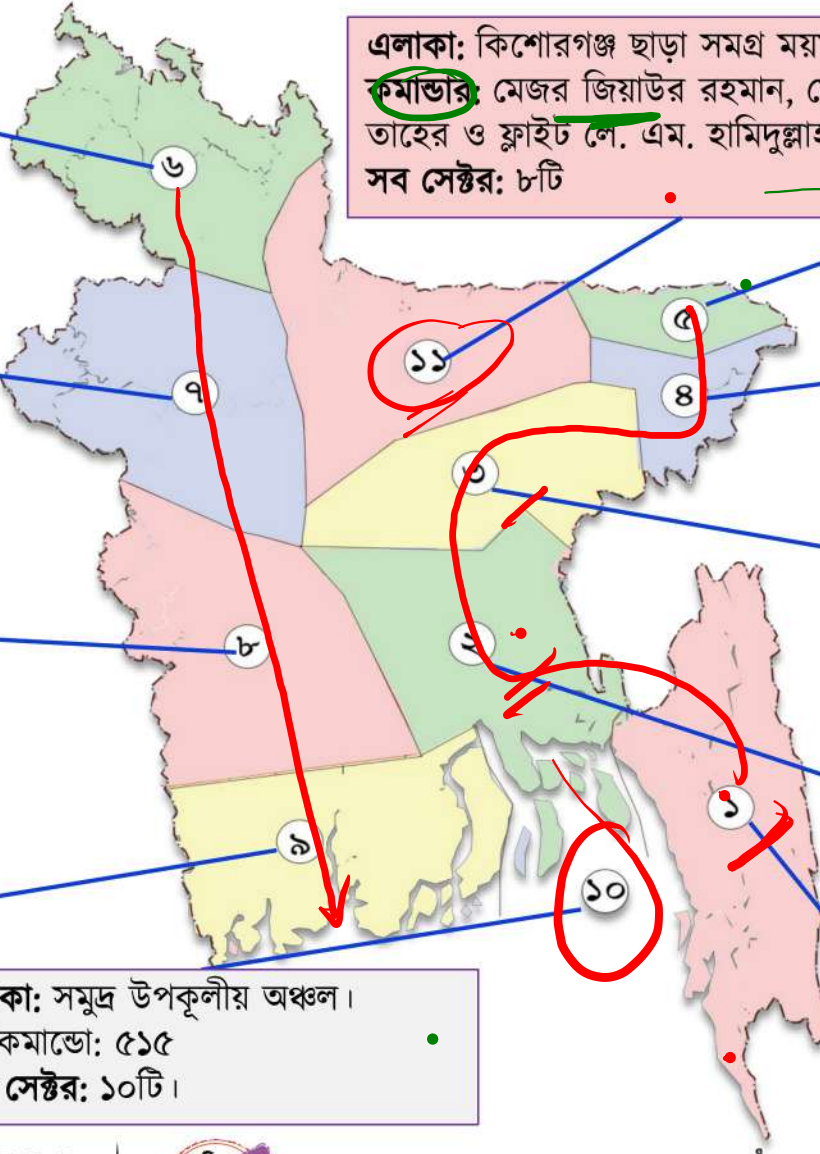 এলাকা: কিশোরগঞ্জ ছাড়া সমগ্র ময়
কমান্ডার: মেজর জিয়াউর রহমান,
তাহের ও ফ্লাইট লে. এম. হামিদুল্লাহ
সব সেক্টর: ৮টি
৬
৫
১১
৭
৪
৩
৮
২
১
৯
১০
কা: সমুদ্র উপকূলীয় অঞ্চল।
কমান্ডো: ৫১৫
সেক্টর: ১০টি।